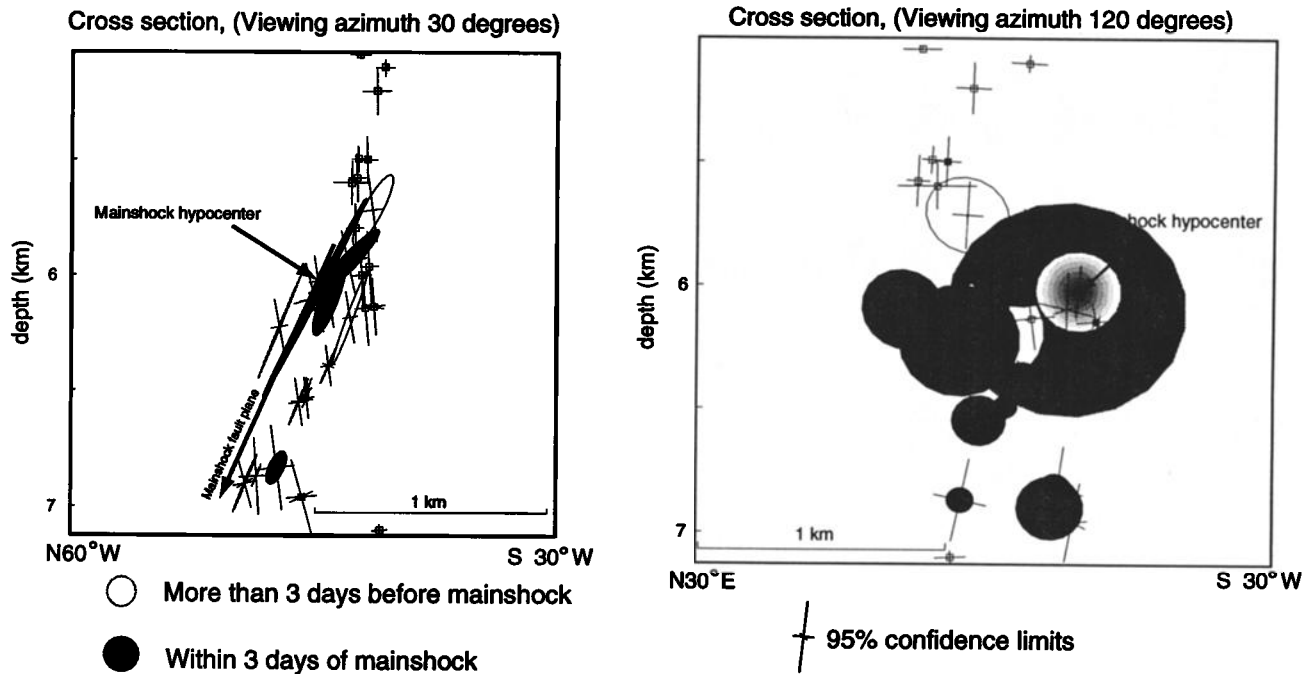 Cross section, (Viewing azimuth 30 degrees)
Mainshock hypocenter
depth (km)
6
7
Mainshock fault plane
1 km
N60°W
S 30°W
More than 3 days before mainshock
Within 3 days of mainshock
Cross section, (Viewing azimuth 120 degrees)
shock hypocenter
depth (km)
6
7
1 km
N30°E
S 30°W
95% confidence limits